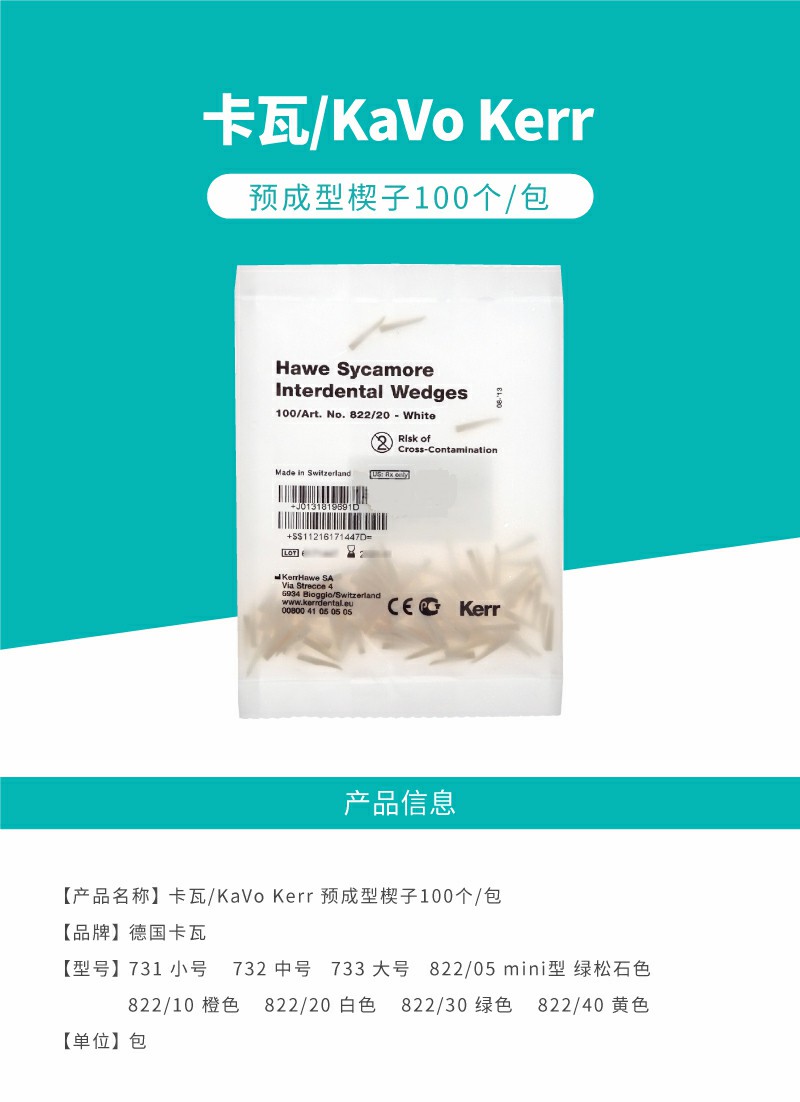 卡瓦/KaVo Kerr
预成型楔子100个/包
Hawe Sycamore
Interdental Wedges
08-'13
100/Art. No. 822/20 - White
2
Risk of
Cross-Contamination
Made in Switzerland US: Rx only
+J0131819691D
+$$11216171447D=
LOT
KerrHawe SA
Via Strecce 4
6934 Bioggio/Switzerland
www.kerrdental.eu
00800 41 05 05 05
CE Kerr
产品信息
【产品名称】卡瓦/KaVo Kerr 预成型楔子100个/包
【品牌】德国卡瓦
【型号】731 小号 732 中号 733 大号 822/05 mini型 绿松石色
822/10 橙色 822/20 白色 822/30 绿色 822/40 黄色
【单位】包